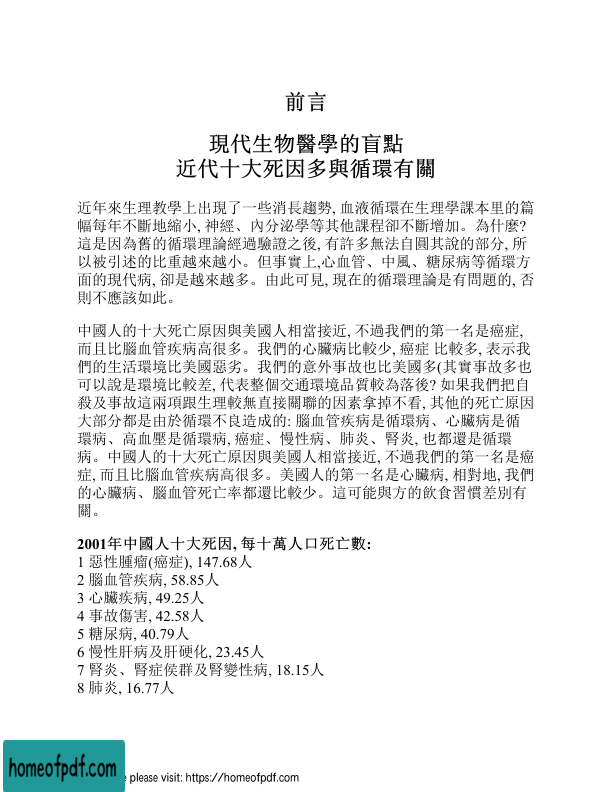 前言
現代生物醫學的盲點
近代十大死因多與循環有關
近年來生理教學上出現了一些消長趨勢, 血液循環在生理學課本里的篇
幅每年不斷地縮小, 神經、內分泌學等其他課程卻不斷增加。為什麼?
這是因為舊的循環理論經過驗證之後, 有許多無法自圓其說的部分, 所
以被引述的比重越來越小。但事實上,心血管、中風、糖尿病等循環方
面的現代病, 卻是越來越多。由此可見, 現在的循環理論是有問題的, 否
則不應該如此。
中國人的十大死亡原因與美國人相當接近, 不過我們的第一名是癌症,
而且比腦血管疾病高很多。我們的心臟病比較少, 癌症 比較多, 表示我
們的生活環境比美國惡劣。我們的意外事故也比美國多(其實事故多也
可以說是環境比較差, 代表整個交通環境品質較為落後? 如果我們把自
殺及事故這兩項跟生理較無直接關聯的因素拿掉不看, 其他的死亡原因
大部分都是由於循環不良造成的: 腦血管疾病是循環病、心臟病是循
環病、高血壓是循環病, 癌症、慢性病、肺炎、腎炎, 也都還是循環
病。中國人的十大死亡原因與美國人相當接近, 不過我們的第一名是癌
症, 而且比腦血管疾病高很多。美國人的第一名是心臟病, 相對地, 我們
的心臟病、腦血管死亡率都還比較少。這可能與方的飲食習慣差別有
關。
2001年中國人十大死因, 每十萬人口死亡數:
1 惡性腫瘤(癌症), 147.68人
2 腦血管疾病, 58.85人
3 心臟疾病, 49.25人
4 事故傷害, 42.58人
5 糖尿病, 40.79人
6 慢性肝病及肝硬化, 23.45人
7 腎炎、腎症侯群及腎變性病, 18.15人
8 肺炎, 16.77人
homeofpdf.com
please visit: https://homeofpdf.com